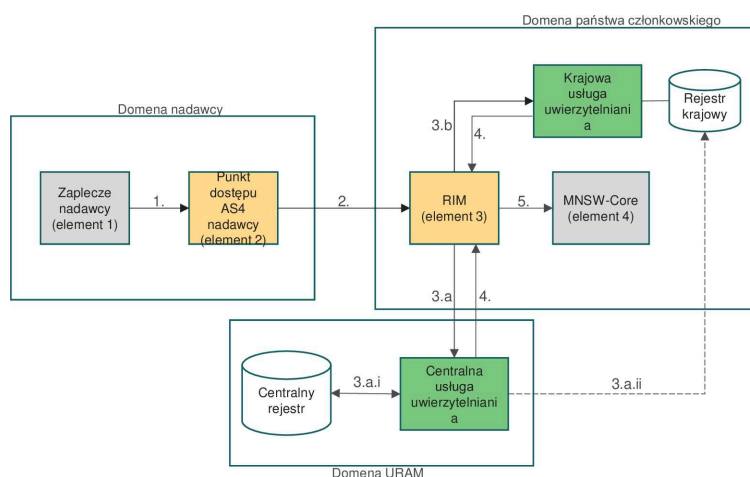 Domena państwa członkowskiego
Krajowa
usługa
uwierzytelniani
a
Rejestr
krajowy
Domena nadawcy
3.b
4.
Zaplecze
nadawcy
(element 1)
1.
Punkt
dostępu
AS4
nadawcy
(element 2)
2.
RIM
(element 3)
5.
MNSW-Core
(element 4)
3.a
4.
Centralny
rejestr
3.a.i
Centralna
usługa
uwierzytelniani
a
3.a.ii
Domena URAM